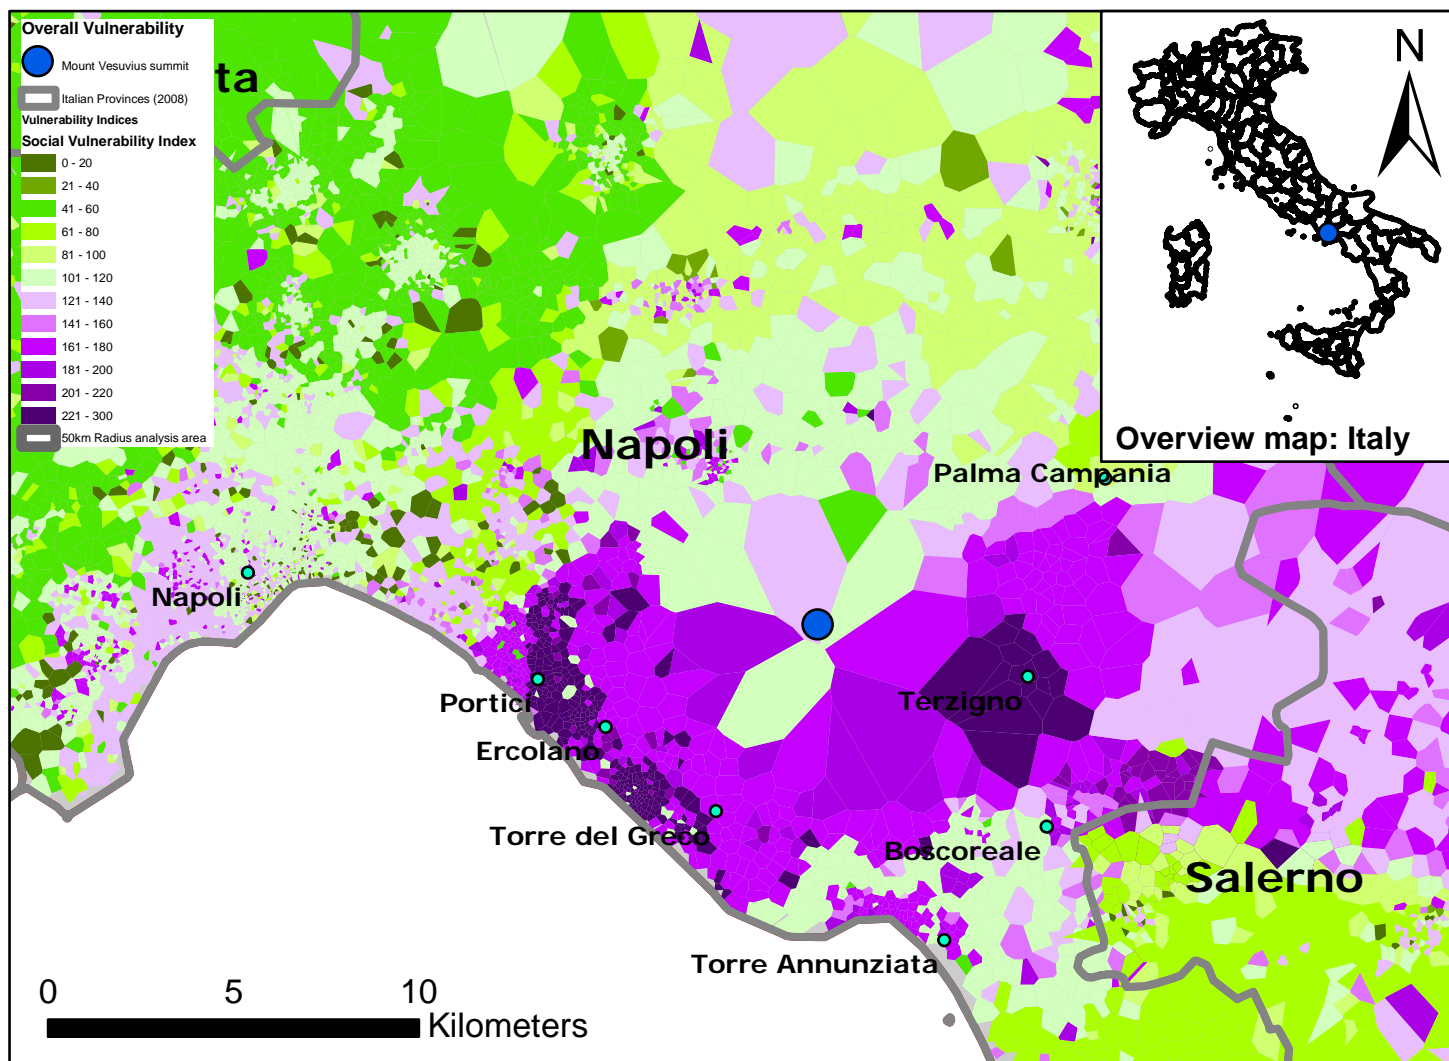 Overall Vulnerability
Mount Vesuvius summit
Italian Provinces (2008)
Vulnerability Indices
Social Vulnerability Index
0 - 20
21 - 40
41 - 60
61 - 80
81 - 100
101 - 120
121 - 140
141 - 160
161 - 180
181 - 200
201 - 220
221 - 300
50km Radius analysis area
ta
N
Overview map: Italy
Napoli
Palma Campania
Napoli
Portici
Terzigno
Ercolano
Torre del Greco
Boscoreale
Salerno
Torre Annunziata
0 5 10
Kilometers